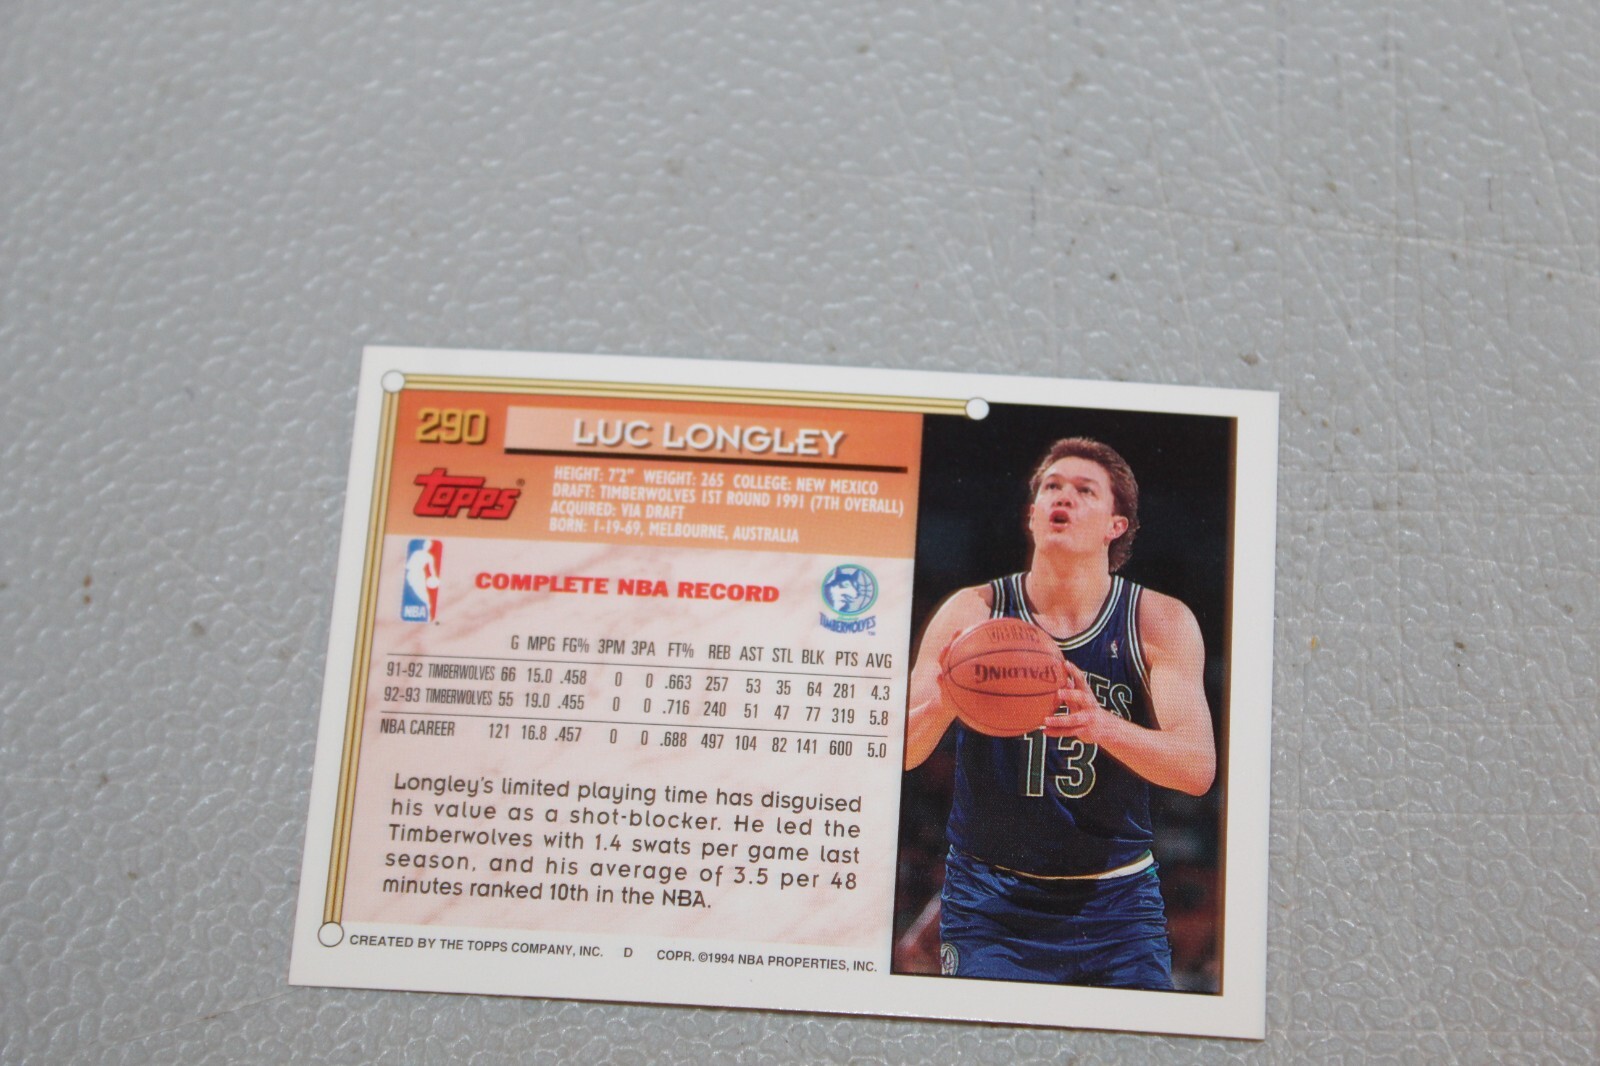 290
LUC LONGLEY
Topps®
HEIGHT: 7'2" WEIGHT: 265 COLLEGE: NEW MEXICO
DRAFT: TIMBERWOLVES 1ST ROUND 1991 (7TH OVERALL)
ACQUIRED: VIA DRAFT
BORN: 1-19-69, MELBOURNE, AUSTRALIA
NBA
COMPLETE NBA RECORD
TIMBERWOLVES
G MPG FG% 3PM 3PA FT% REB AST STL BLK PTS AVG
91-92 TIMBERWOLVES 66 15.0 .458 0 0 .663 257 53 35 64 281 4.3
92-93 TIMBERWOLVES 55 19.0 .455 0 0 .716 240 51 47 77 319 5.8
NBA CAREER 121 16.8 .457 0 0 .688 497 104 82 141 600 5.0
Longley's limited playing time has disguised
his value as a shot-blocker. He led the
Timberwolves with 1.4 swats per game last
season, and his average of 3.5 per 48
minutes ranked 10th in the NBA.
CREATED BY THE TOPPS COMPANY, INC. D COPR. ©1994 NBA PROPERTIES, INC.
SPALDING
13